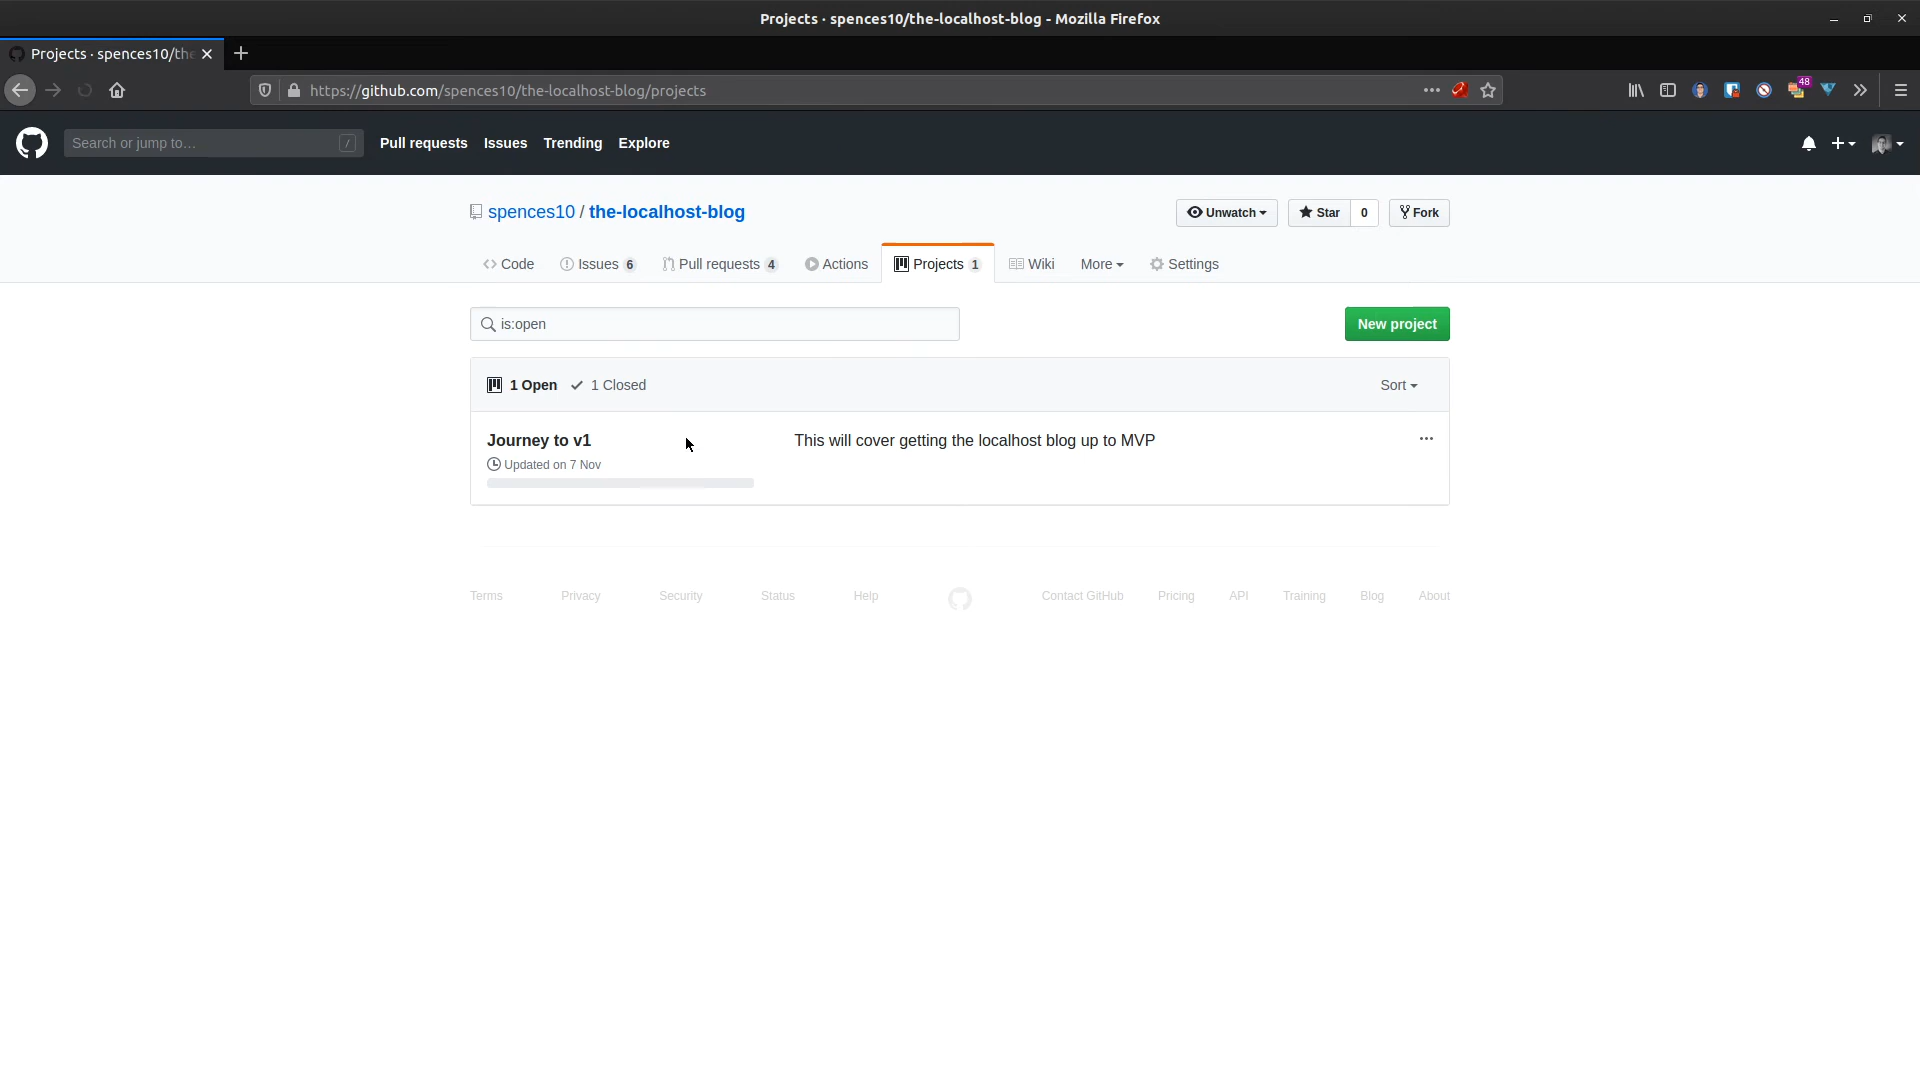 Projects · spences10/the-localhost-blog - Mozilla Firefox
Projects · spences10/the
https://github.com/spences10/the-localhost-blog/projects
48
Search or jump to…
/
Pull requests Issues Trending Explore
spences10 / the-localhost-blog
Unwatch Star 0 Fork
Code Issues 6 Pull requests 4 Actions Projects 1 Wiki More Settings
is:open
New project
1 Open 1 Closed Sort
Journey to v1 This will cover getting the localhost blog up to MVP
Updated on 7 Nov
Terms Privacy Security Status Help Contact GitHub Pricing API Training Blog About